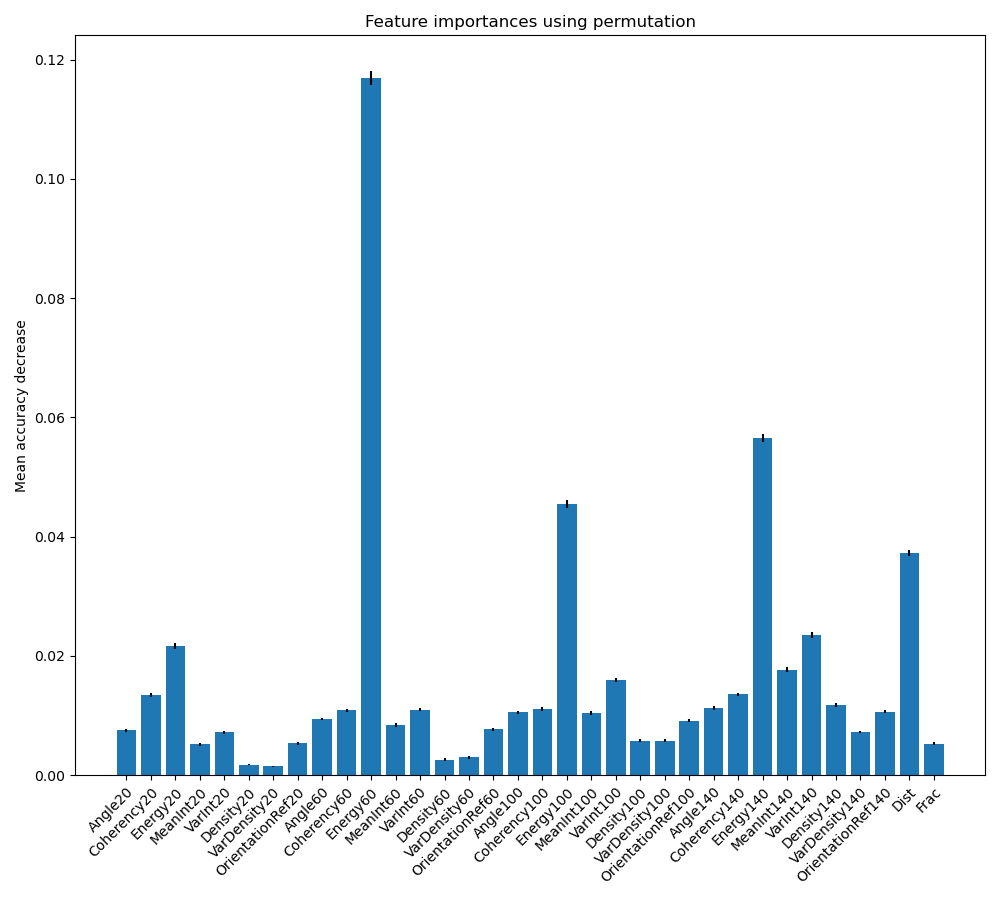 Feature importances using permutation
Mean accuracy decrease
0.12
0.10
0.08
0.06
0.04
0.02
0.00
Angle20
Coherency20
Energy20
MeanInt20
VarInt20
Density20
VarDensity20
OrientationRef20
Angle60
Coherency60
Energy60
MeanInt60
VarInt60
Density60
VarDensity60
OrientationRef60
Angle100
Coherency100
Energy100
MeanInt100
VarInt100
Density100
VarDensity100
OrientationRef100
Angle140
Coherency140
Energy140
MeanInt140
VarInt140
Density140
VarDensity140
OrientationRef140
Dist
Frac